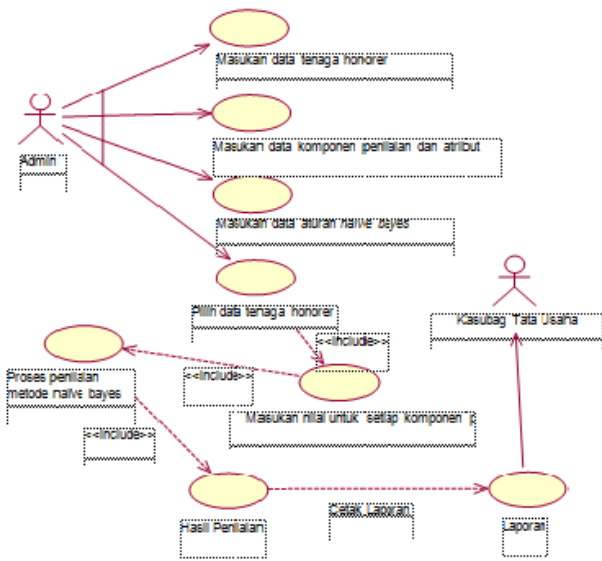 Masukan data tenaga honorer
Admin
Masukan data komponen penilaian dan atribut
Masukan data aturan naive bayes
Pilih data tenaga honorer
Kasubag Tata Usaha
<<include>>
<<include>>
Proses penilaian
metode naive bayes
Masukan nilai untuk setiap komponen p
<<include>>
Hasil Penilaian
Cetak Laporan
Laporan